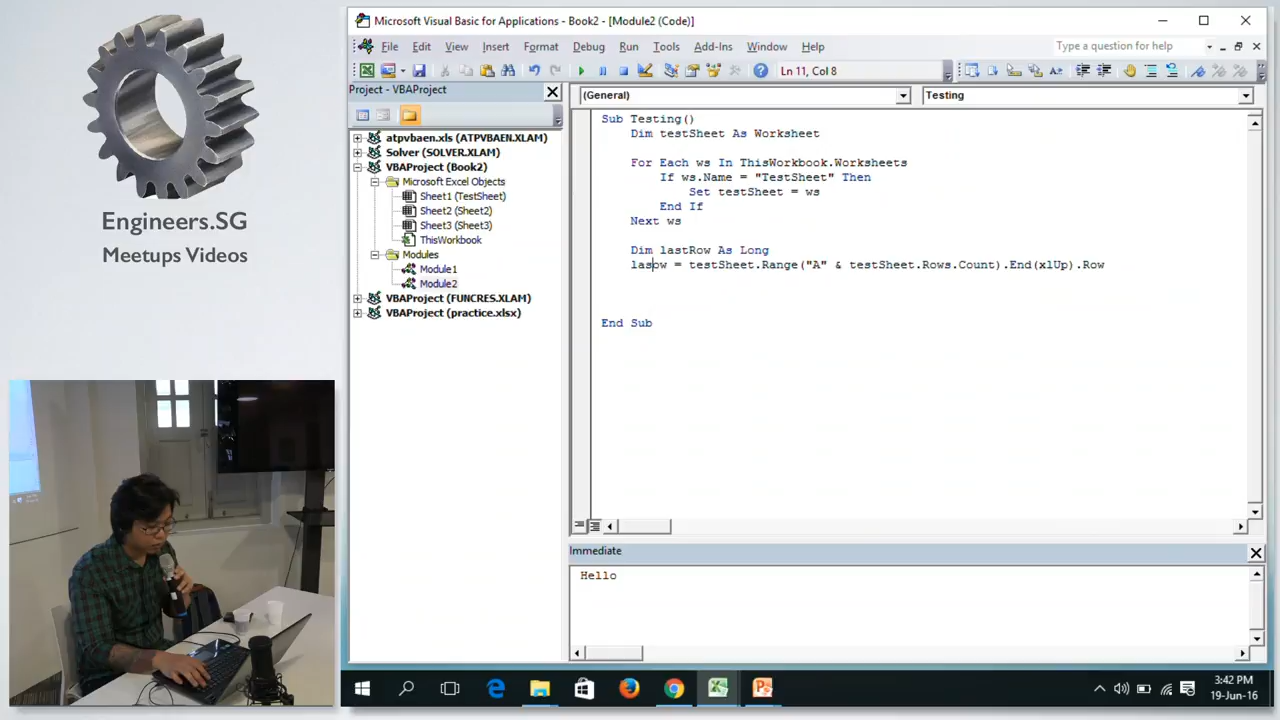 Engineers.SG
Meetups Videos
Microsoft Visual Basic for Applications - Book2 - [Module2 (Code)]
File Edit View Insert Format Debug Run Tools Add-Ins Window Help
Type a question for help
Ln 11, Col 8
Project - VBAProject
(General)
Testing
atpvbaen.xls (ATPVBAEN.XLAM)
Solver (SOLVER.XLAM)
VBAProject (Book2)
Microsoft Excel Objects
Sheet1 (TestSheet)
Sheet2 (Sheet2)
Sheet3 (Sheet3)
ThisWorkbook
Modules
Module1
Module2
VBAProject (FUNCRES.XLAM)
VBAProject (practice.xlsx)
Sub Testing()
Dim testSheet As Worksheet
For Each ws In ThisWorkbook.Worksheets
If ws.Name = "TestSheet" Then
Set testSheet = ws
End If
Next ws
Dim lastRow As Long
lasow = testSheet.Range("A" & testSheet.Rows.Count).End(xlUp).Row
End Sub
Immediate
Hello
3:42 PM
19-Jun-16